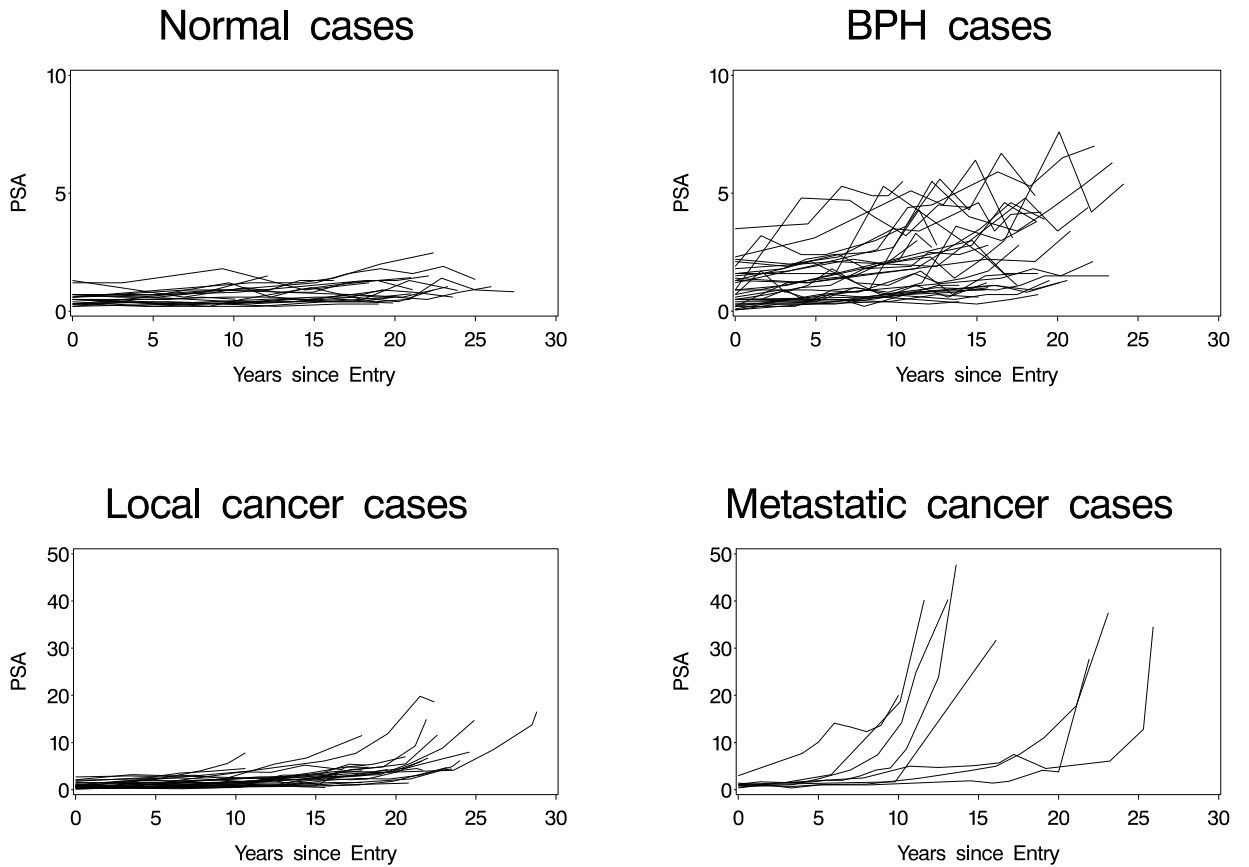 Normal cases
10
5
0
PSA
0 5 10 15 20 25 30
Years since Entry
BPH cases
10
5
0
PSA
0 5 10 15 20 25 30
Years since Entry
Local cancer cases
50
40
30
20
10
0
PSA
0 5 10 15 20 25 30
Years since Entry
Metastatic cancer cases
50
40
30
20
10
0
PSA
0 5 10 15 20 25 30
Years since Entry